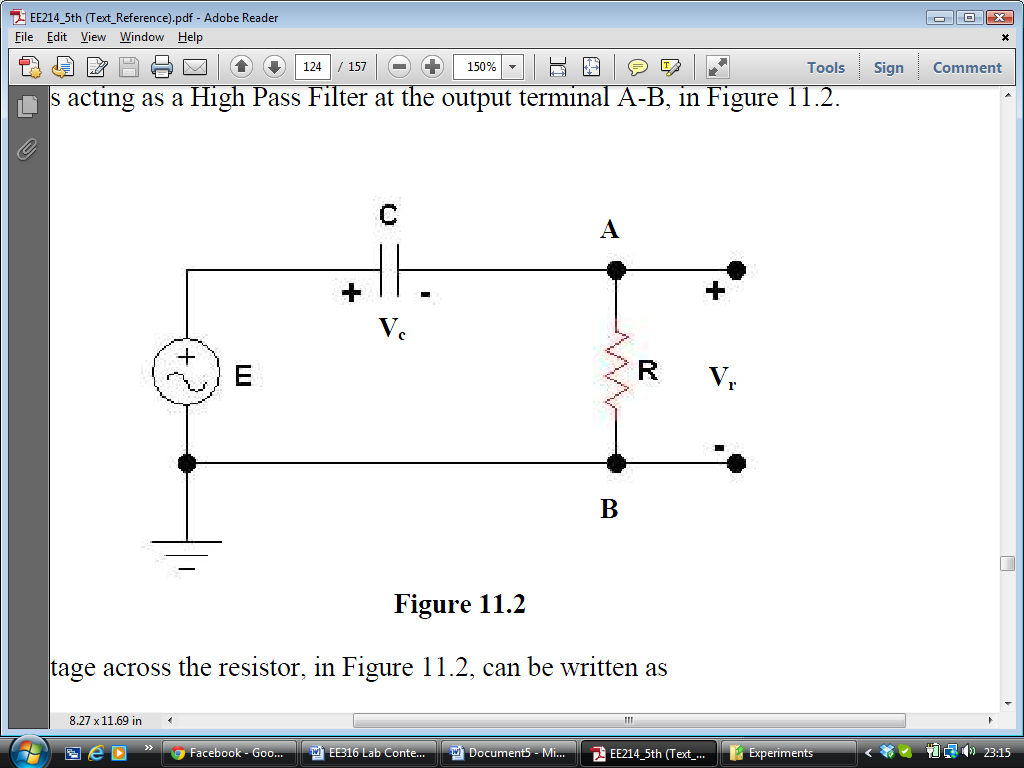 EE214_5th (Text_Reference).pdf - Adobe Reader
File Edit View Window Help
124 / 157 150% Tools Sign Comment
s acting as a High Pass Filter at the output terminal A-B, in Figure 11.2.
C
A
+ -
+
Vc
+
E
R
Vr
-
B
Figure 11.2
tage across the resistor, in Figure 11.2, can be written as
8.27 x 11.69 in
Facebook - Goo... EE316 Lab Conte... Document5 - Mi... EE214_5th (Text_... Experiments 23:15